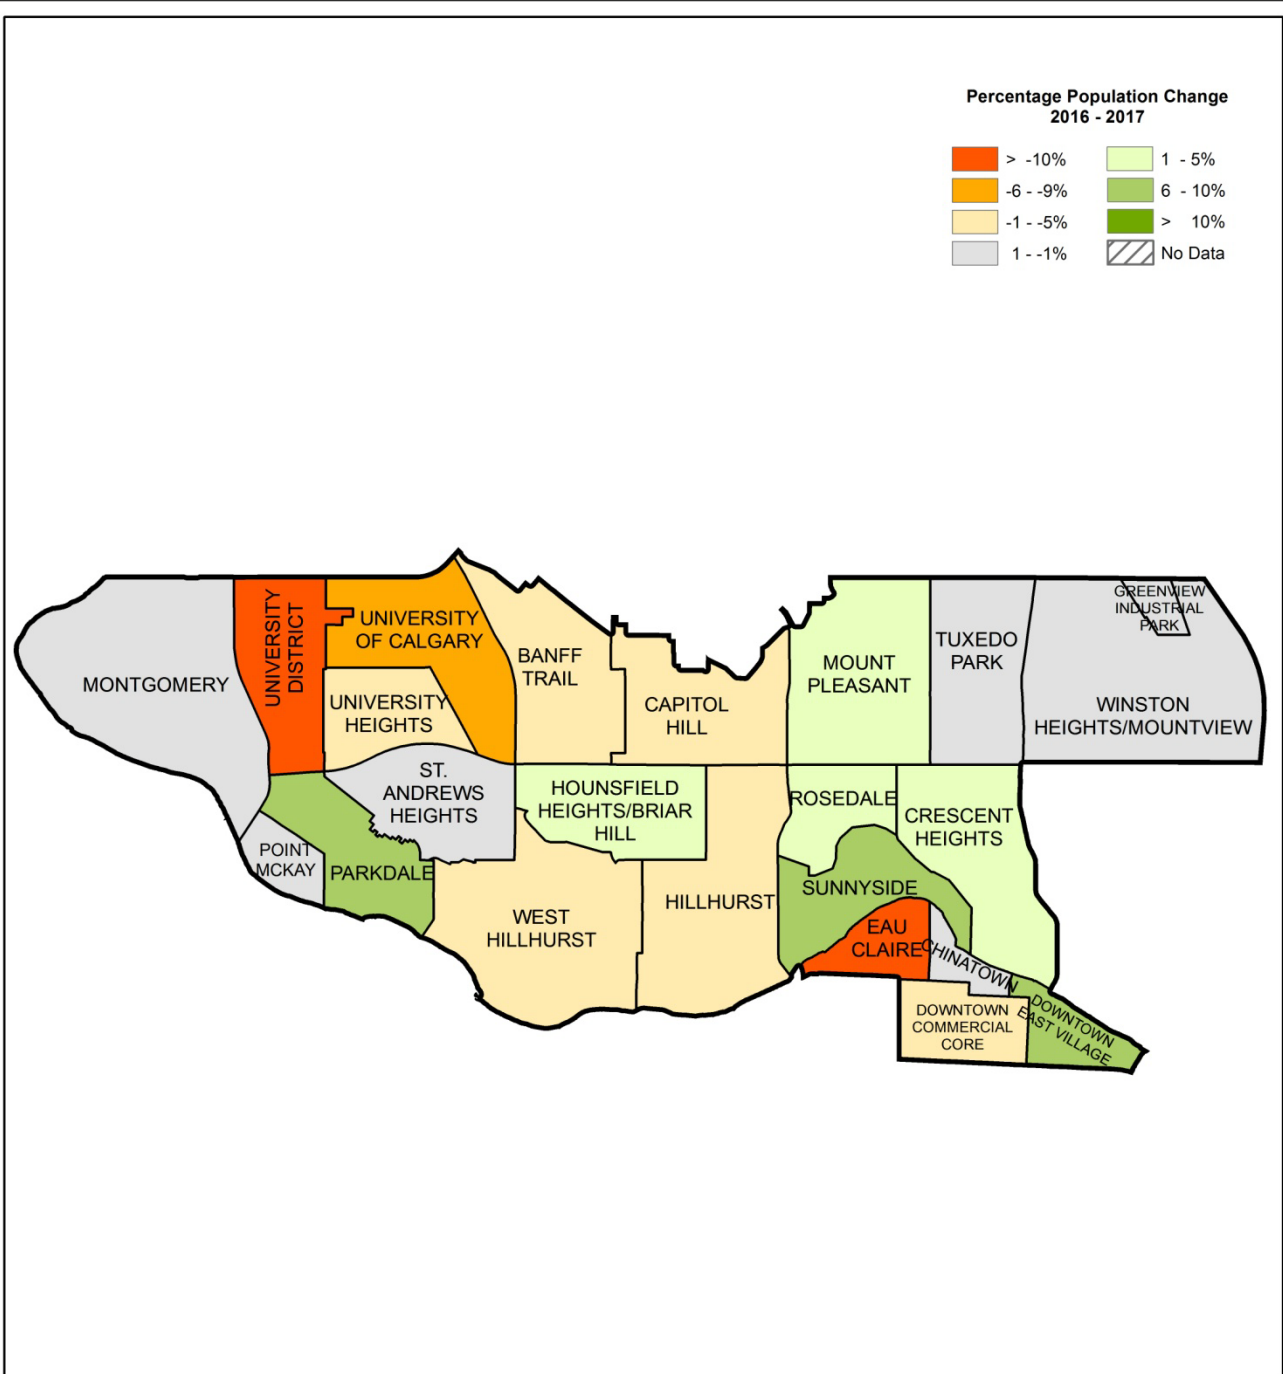 Percentage Population Change
2016 - 2017
> -10%
-6 - -9%
-1 - -5%
1 - -1%
1 - 5%
6 - 10%
> 10%
No Data
MONTGOMERY
UNIVERSITY
DISTRICT
UNIVERSITY
OF CALGARY
UNIVERSITY
HEIGHTS
BANFF
TRAIL
CAPITOL
HILL
MOUNT
PLEASANT
TUXEDO
PARK
GREENVIEW
INDUSTRIAL
PARK
WINSTON
HEIGHTS/MOUNTVIEW
ST.
ANDREWS
HEIGHTS
HOUNSFIELD
HEIGHTS/BRIAR
HILL
ROSEDALE
CRESCENT
HEIGHTS
POINT
MCKAY
PARKDALE
WEST
HILLHURST
HILLHURST
SUNNYSIDE
EAU
CLAIRE
CHINATOWN
DOWNTOWN
COMMERCIAL
CORE
DOWNTOWN
EAST VILLAGE